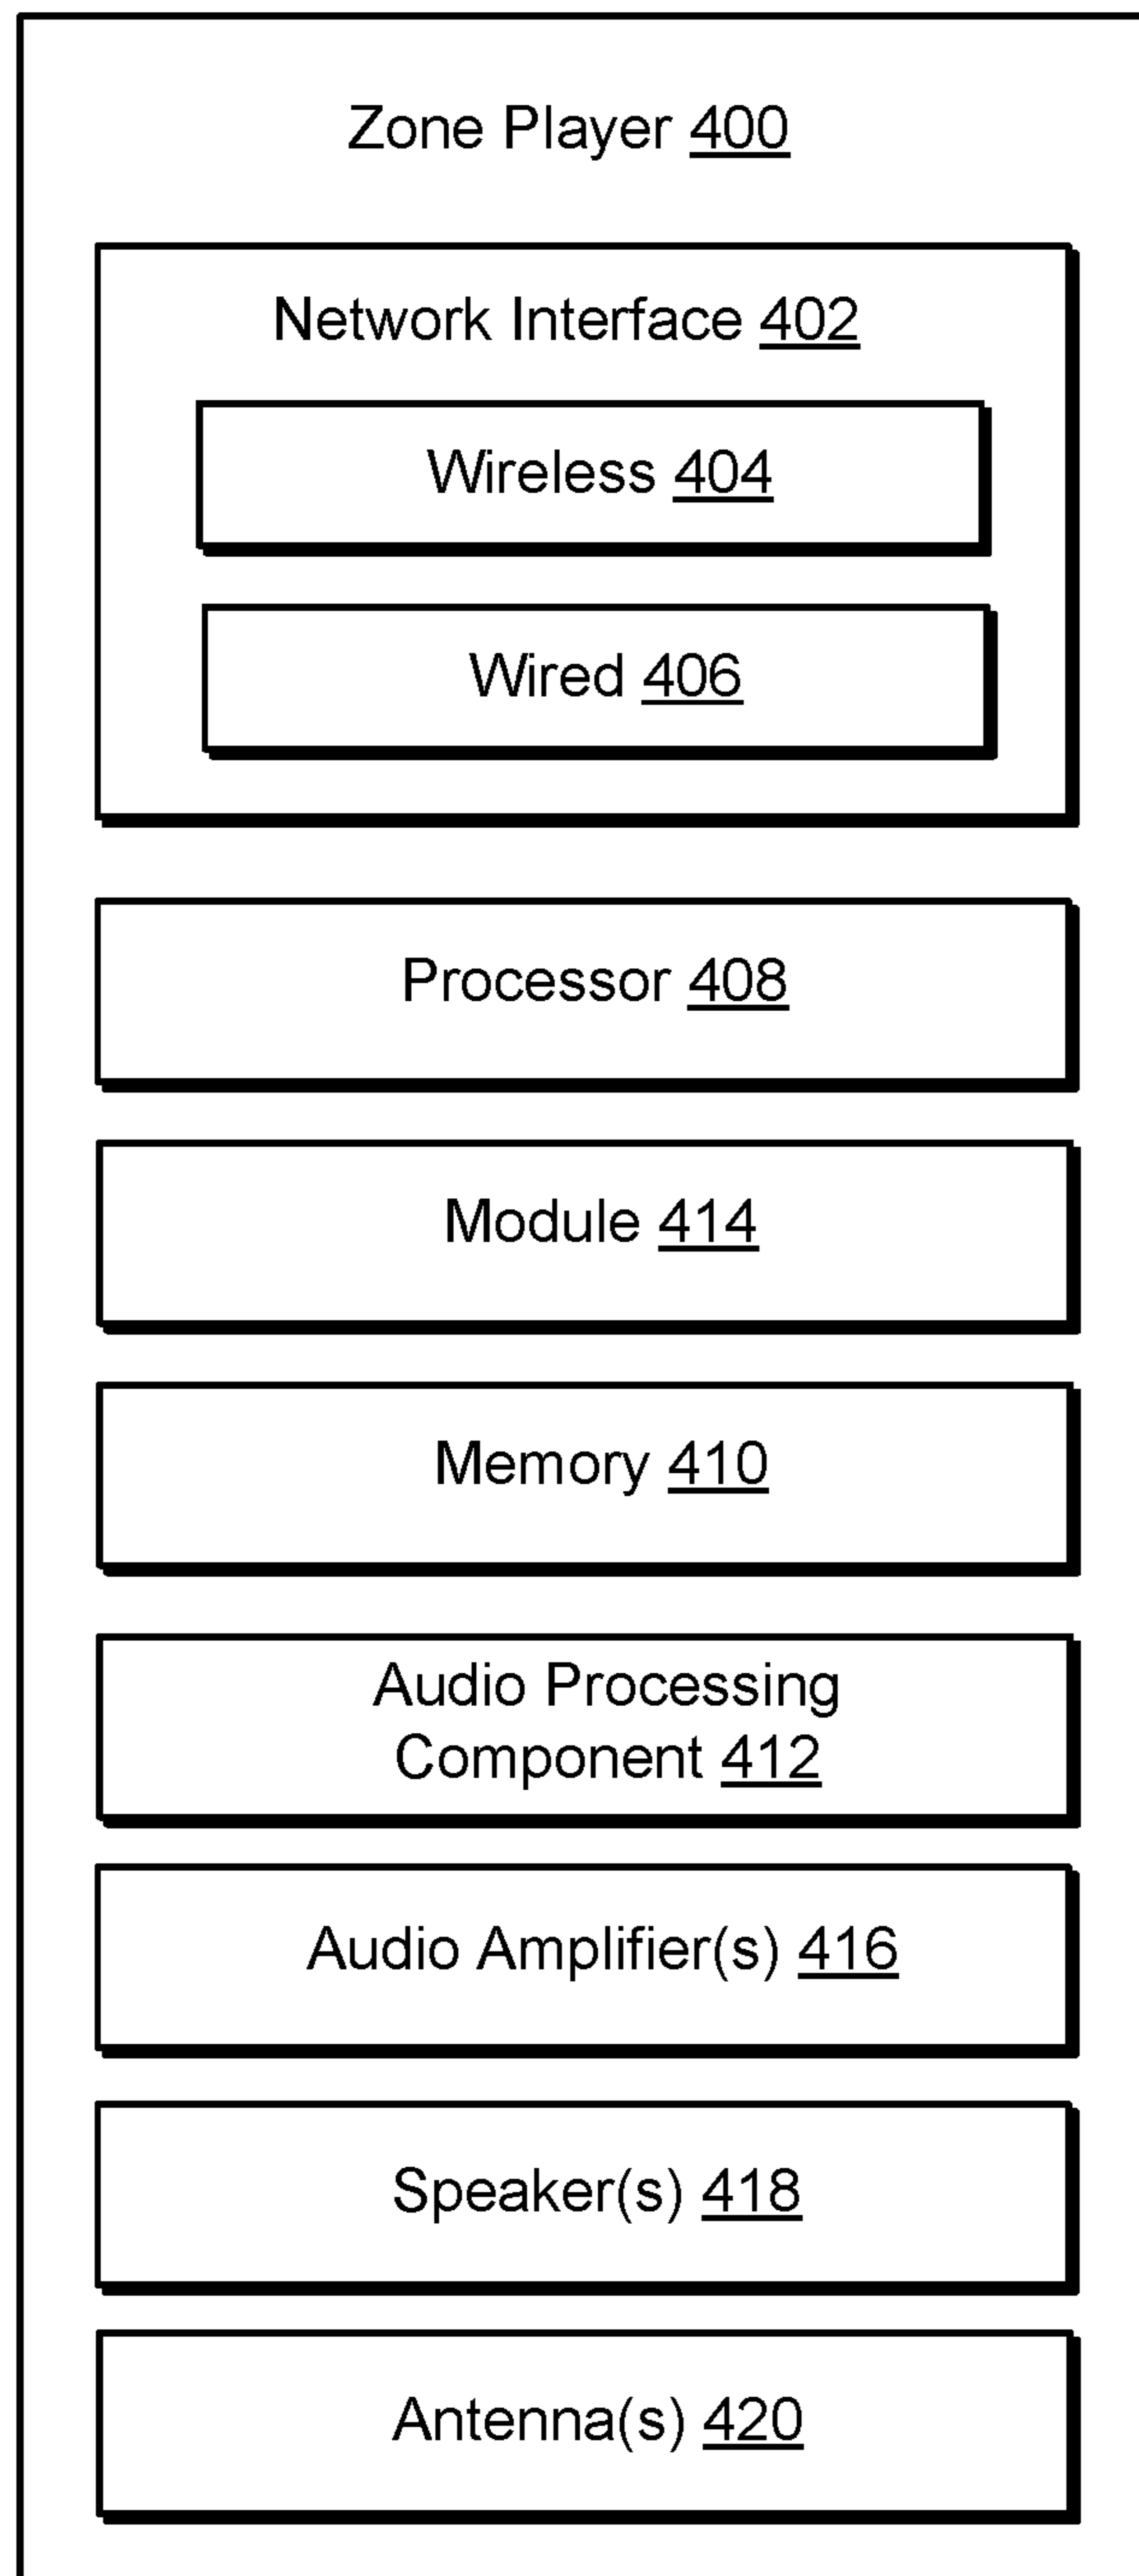 Zone Player 400
Network Interface 402
Wireless 404
Wired 406
Processor 408
Module 414
Memory 410
Audio Processing
Component 412
Audio Amplifier(s) 416
Speaker(s) 418
Antenna(s) 420